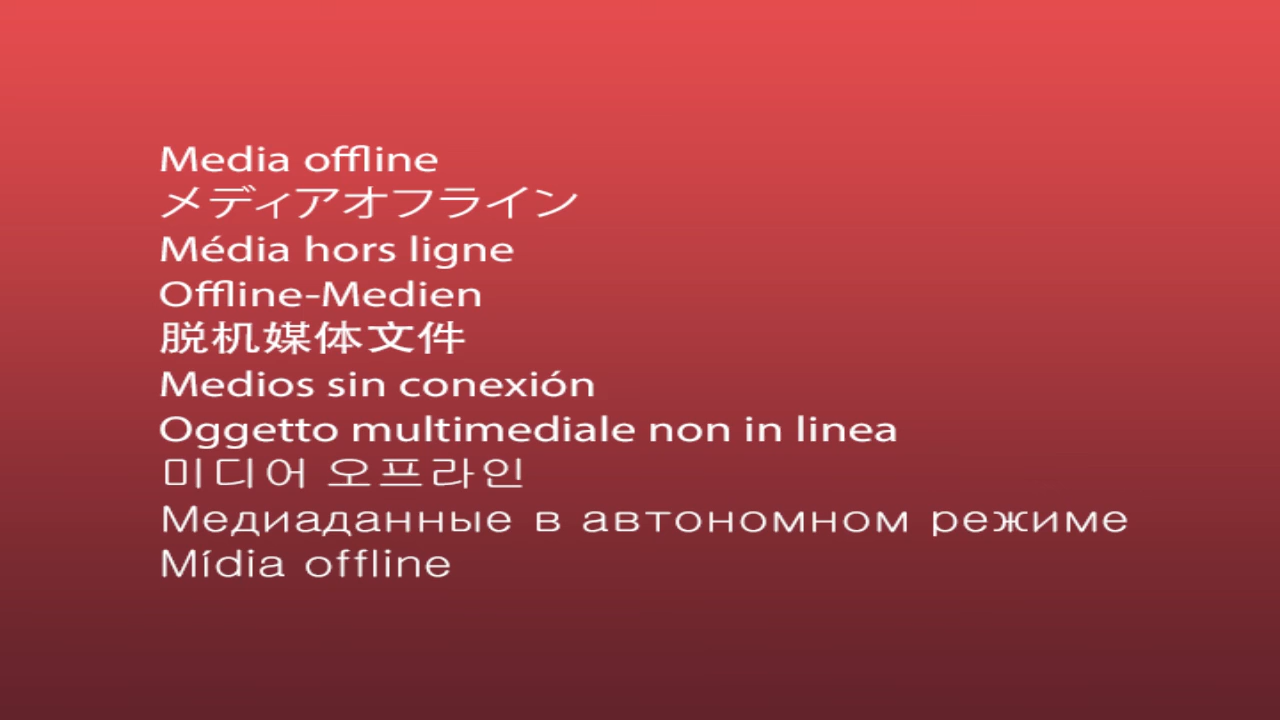 Media offline
メディアオフライン
Média hors ligne
Offline-Medien
脱机媒体文件
Medios sin conexión
Oggetto multimediale non in linea
미디어 오프라인
Медиаданные в автономном режиме
Mídia offline